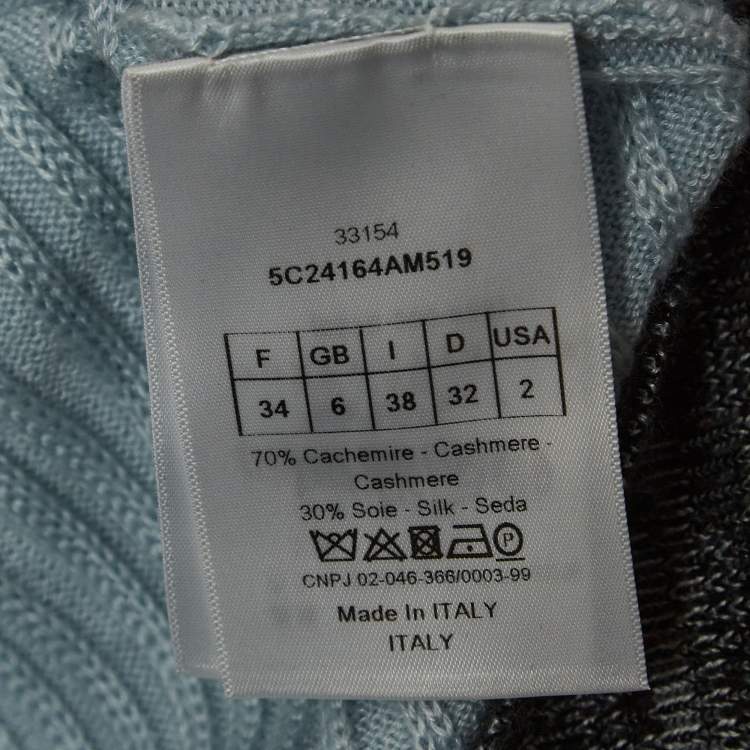 33154
5C24164AM519
F GB I D USA
34 6 38 32 2
70% Cachemire - Cashmere -
Cashmere
30% Soie - Silk - Seda
P
CNPJ 02-046-366/0003-99
Made In ITALY
ITALY